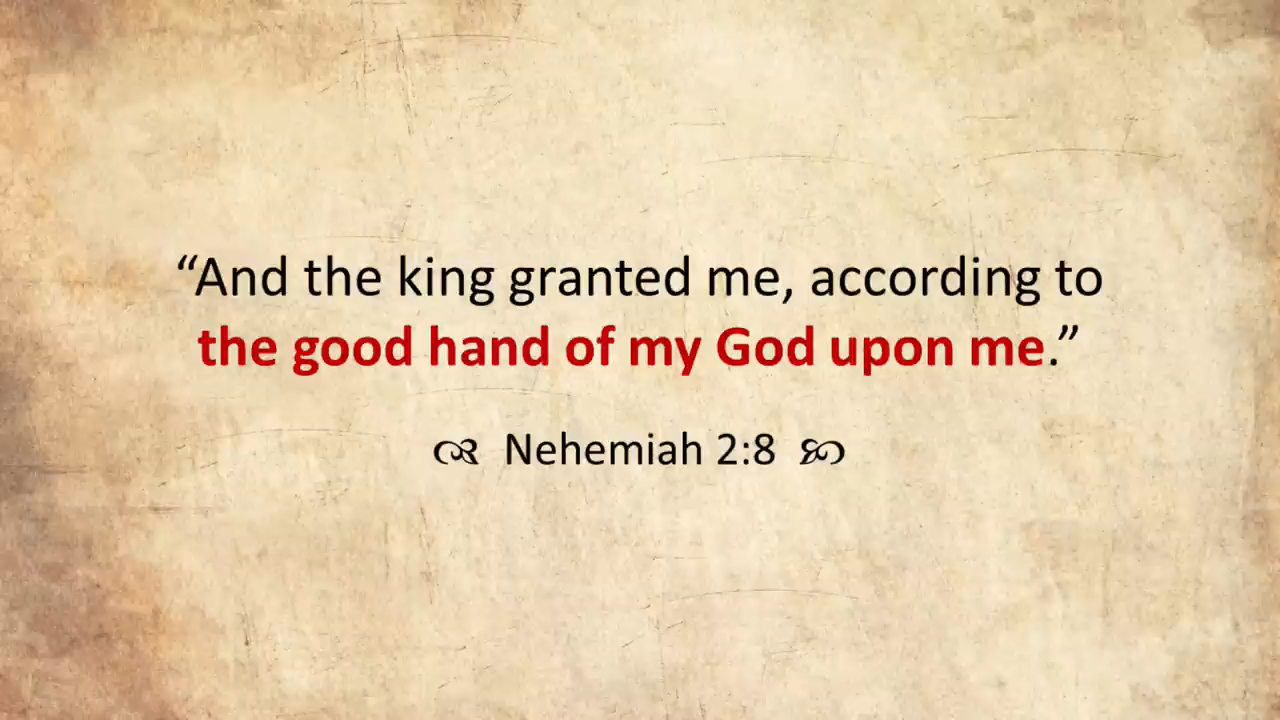 “And the king granted me, according to
the good hand of my God upon me.”
Nehemiah 2:8